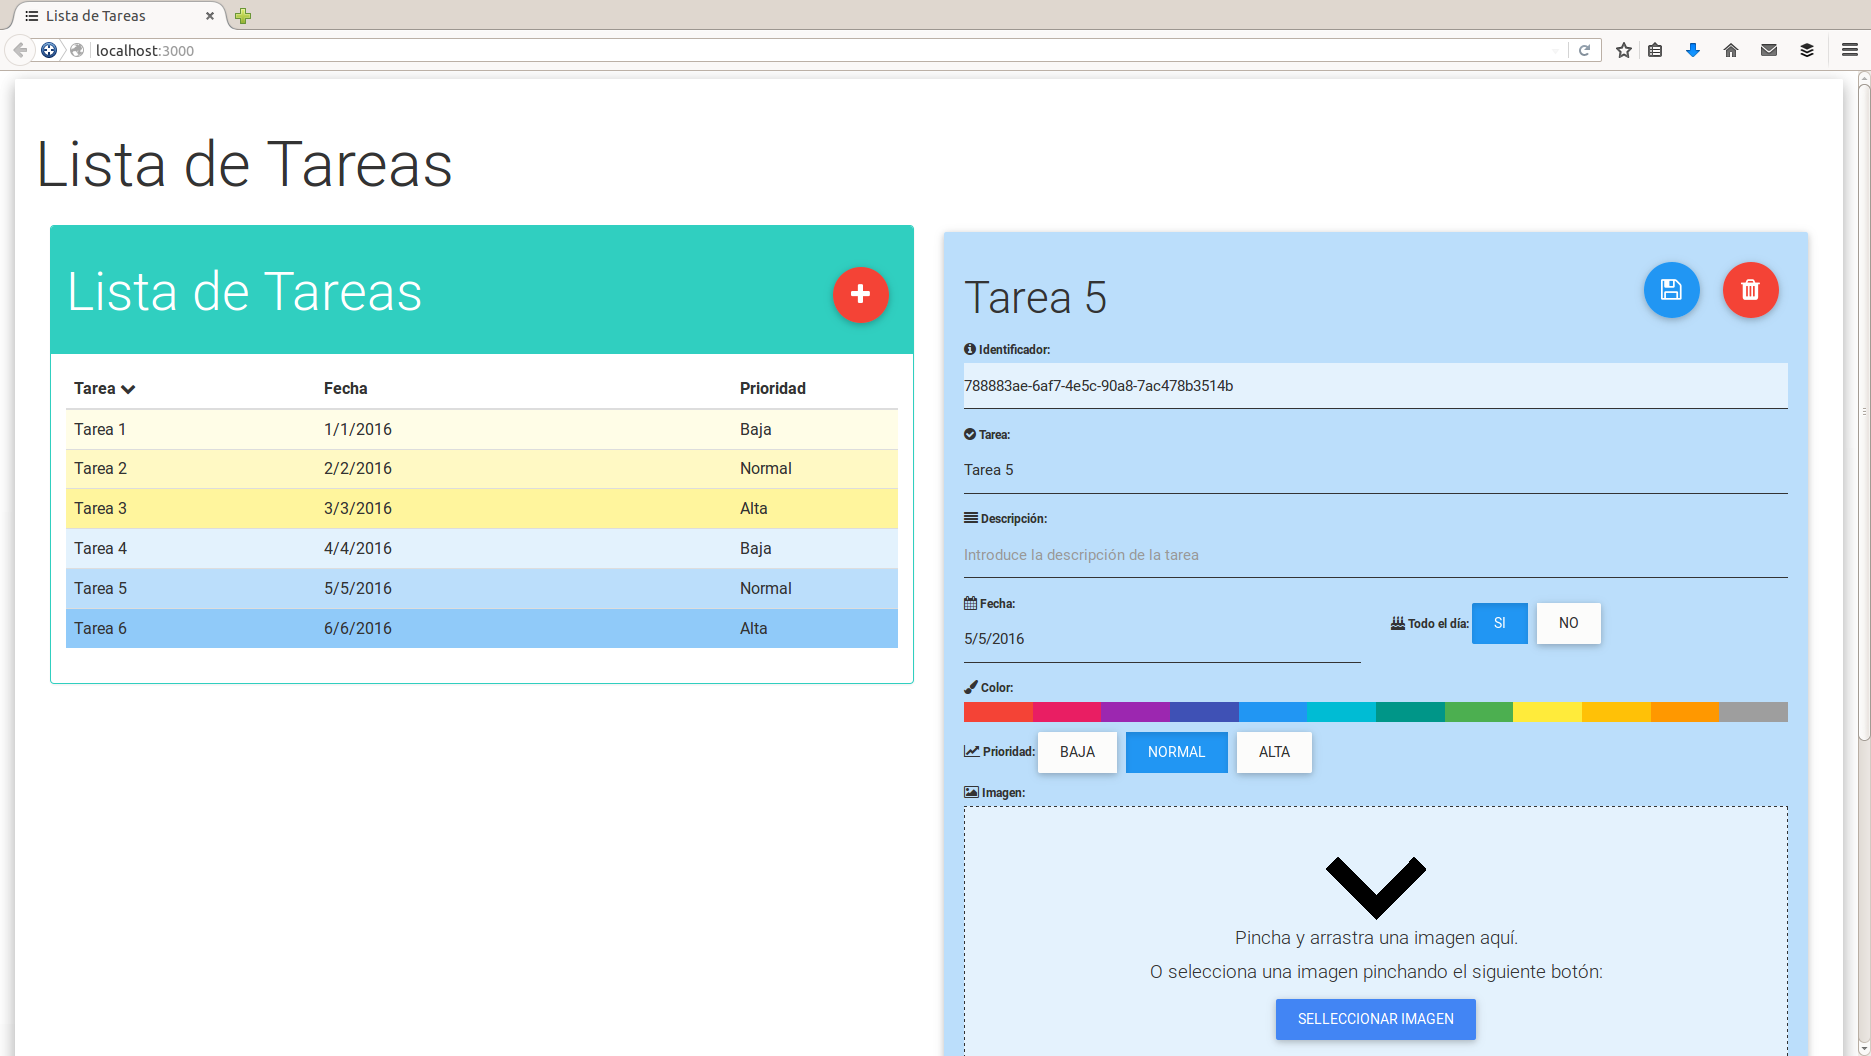 Lista de Tareas
localhost:3000
Lista de Tareas
Lista de Tareas
Tarea Fecha Prioridad
Tarea 1 1/1/2016 Baja
Tarea 2 2/2/2016 Normal
Tarea 3 3/3/2016 Alta
Tarea 4 4/4/2016 Baja
Tarea 5 5/5/2016 Normal
Tarea 6 6/6/2016 Alta
Tarea 5
Identificador:
788883ae-6af7-4e5c-90a8-7ac478b3514b
Tarea:
Tarea 5
Descripción:
Introduce la descripción de la tarea
Fecha:
5/5/2016
Todo el día: SI NO
Color:
Prioridad: BAJA NORMAL ALTA
Imagen:
Pincha y arrastra una imagen aquí.
O selecciona una imagen pinchando el siguiente botón:
SELLECCIONAR IMAGEN